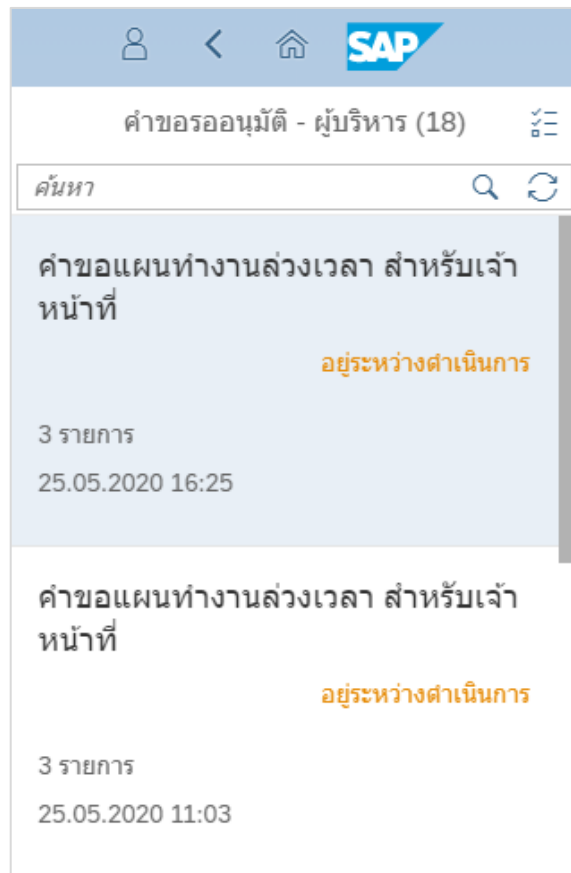 SAP
คำขอรออนุมัติ - ผู้บริหาร (18)
ค้นหา
คำขอแผนทำงานล่วงเวลา สำหรับเจ้า
หน้าที่
อยู่ระหว่างดำเนินการ
3 รายการ
25.05.2020 16:25
คำขอแผนทำงานล่วงเวลา สำหรับเจ้า
หน้าที่
อยู่ระหว่างดำเนินการ
3 รายการ
25.05.2020 11:03